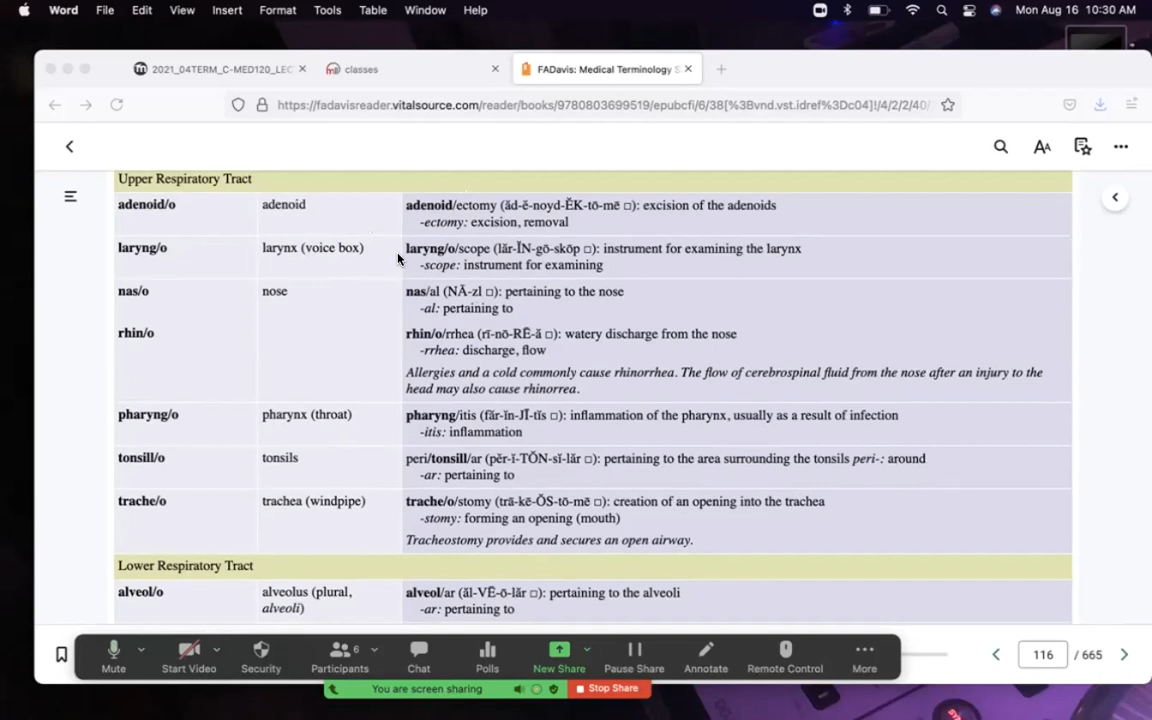 Word File Edit View Insert Format Tools Table Window Help Mon Aug 16 10:30 AM
2021_04TERM_C-MED120_LEC classes FADavis: Medical Terminology S
https://fadavisreader.vitalsource.com/reader/books/9780803699519/epubcfi/6/38[%3Bvnd.vst.idref%3Dc04]!/4/2/2/40/
AA
Upper Respiratory Tract
adenoid/o adenoid adenoid/ectomy (ăd-ĕ-noyd-ĔK-tō-mē □): excision of the adenoids
-ectomy: excision, removal
laryng/o larynx (voice box) laryng/o/scope (lăr-ĬN-gō-skōp □): instrument for examining the larynx
-scope: instrument for examining
nas/o nose nas/al (NĀ-zl □): pertaining to the nose
-al: pertaining to
rhin/o rhin/o/rrhea (rī-nō-RĒ-ă □): watery discharge from the nose
-rrhea: discharge, flow
Allergies and a cold commonly cause rhinorrhea. The flow of cerebrospinal fluid from the nose after an injury to the
head may also cause rhinorrea.
pharyng/o pharynx (throat) pharyng/itis (făr-ĭn-JĪ-tĭs □): inflammation of the pharynx, usually as a result of infection
-itis: inflammation
tonsill/o tonsils peri/tonsill/ar (pĕr-ĭ-TŎN-sĭ-lăr □): pertaining to the area surrounding the tonsils peri-: around
-ar: pertaining to
trache/o trachea (windpipe) trache/o/stomy (trā-kē-ŎS-tō-mē □): creation of an opening into the trachea
-stomy: forming an opening (mouth)
Tracheostomy provides and secures an open airway.
Lower Respiratory Tract
alveol/o alveolus (plural, alveol/ar (ăl-VĒ-ō-lăr □): pertaining to the alveoli
alveoli) -ar: pertaining to
6
Mute Start Video Security Participants Chat Polls New Share Pause Share Annotate Remote Control More
116 / 665
You are screen sharing Stop Share